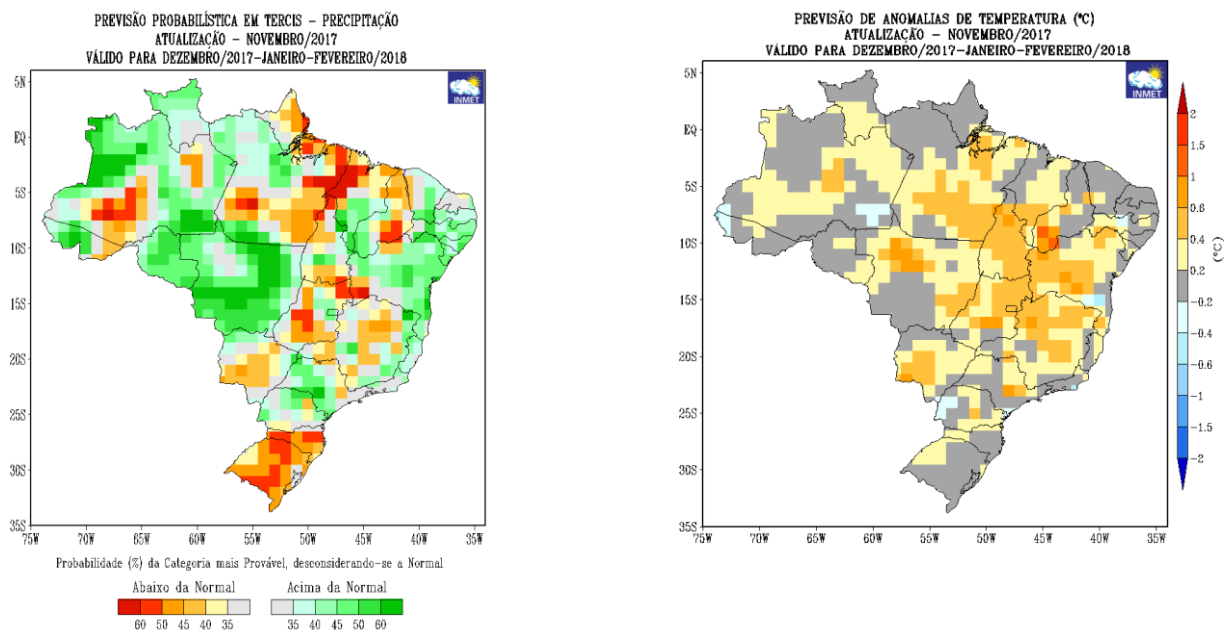 PREVISÃO PROBABILÍSTICA EM TERCIS - PRECIPITAÇÃO
ATUALIZAÇÃO - NOVEMBRO/2017
VÁLIDO PARA DEZEMBRO/2017-JANEIRO-FEVEREIRO/2018
INMET
5N
EQ
5S
10S
15S
20S
25S
30S
35S
75W 70W 65W 60W 55W 50W 45W 40W 35W
Probabilidade (%) da Categoria mais Provável, desconsiderando-se a Normal
Abaixo da Normal Acima da Normal
60 50 45 40 35 35 40 45 50 60
PREVISÃO DE ANOMALIAS DE TEMPERATURA (°C)
ATUALIZAÇÃO - NOVEMBRO/2017
VÁLIDO PARA DEZEMBRO/2017-JANEIRO-FEVEREIRO/2018
INMET
5N
EQ
5S
10S
15S
20S
25S
30S
35S
75W 70W 65W 60W 55W 50W 45W 40W 35W
2
1.5
1
0.8
0.6
0.4
0.2
-0.2
-0.6
-1
-1.5
-2
(°C)